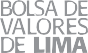 BOLSA DE
VALORES
DE LIMA